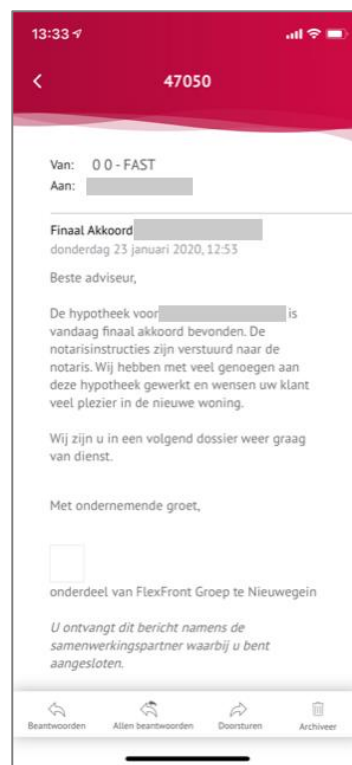 13:33
47050
Van: 0 0 - FAST
Aan:
Finaal Akkoord
donderdag 23 januari 2020, 12:53
Beste adviseur,
De hypotheek voor is
vandaag finaal akkoord bevonden. De
notarisinstructies zijn verstuurd naar de
notaris. Wij hebben met veel genoegen aan
deze hypotheek gewerkt en wensen uw klant
veel plezier in de nieuwe woning.
Wij zijn u in een volgend dossier weer graag
van dienst.
Met ondernemende groet,
onderdeel van FlexFront Groep te Nieuwegein
U ontvangt dit bericht namens de
samenwerkingspartner waarbij u bent
aangesloten.
Beantwoorden Allen beantwoorden Doorsturen Archiveer